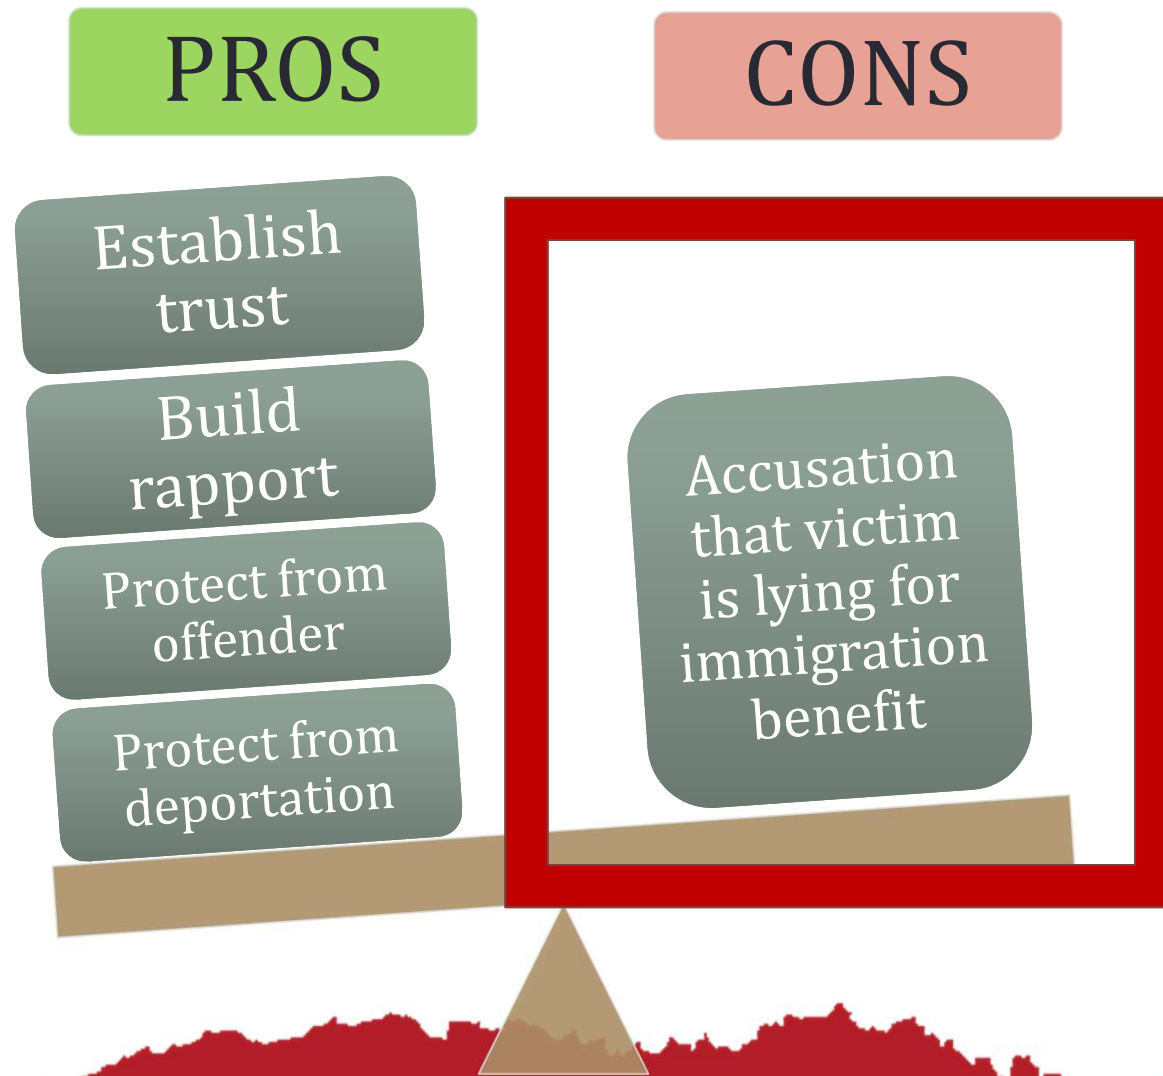 PROS
CONS
Establish
trust
Build
rapport
Protect from
offender
Protect from
deportation
Accusation
that victim
is lying for
immigration
benefit